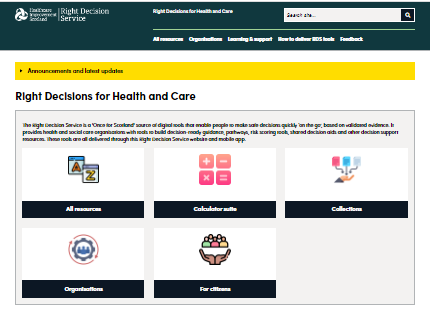 Healthcare
Improvement
Scotland
Right Decision
Service
Right Decisions for Health and Care
Search site...
All resources Organisations Learning & support How to deliver RDS tools Feedback
Announcements and latest updates
Right Decisions for Health and Care
The Right Decision Service is a 'Once for Scotland' source of digital tools that enable people to make safe decisions quickly 'on the go', based on validated evidence. It
provides health and social care organisations with tools to build decision-ready guidance, pathways, risk scoring tools, shared decision aids and other decision support
resources. These tools are all delivered through this Right Decision Service website and mobile app.
A
Z
All resources
Calculator suite
Collections
Organisations
For citizens